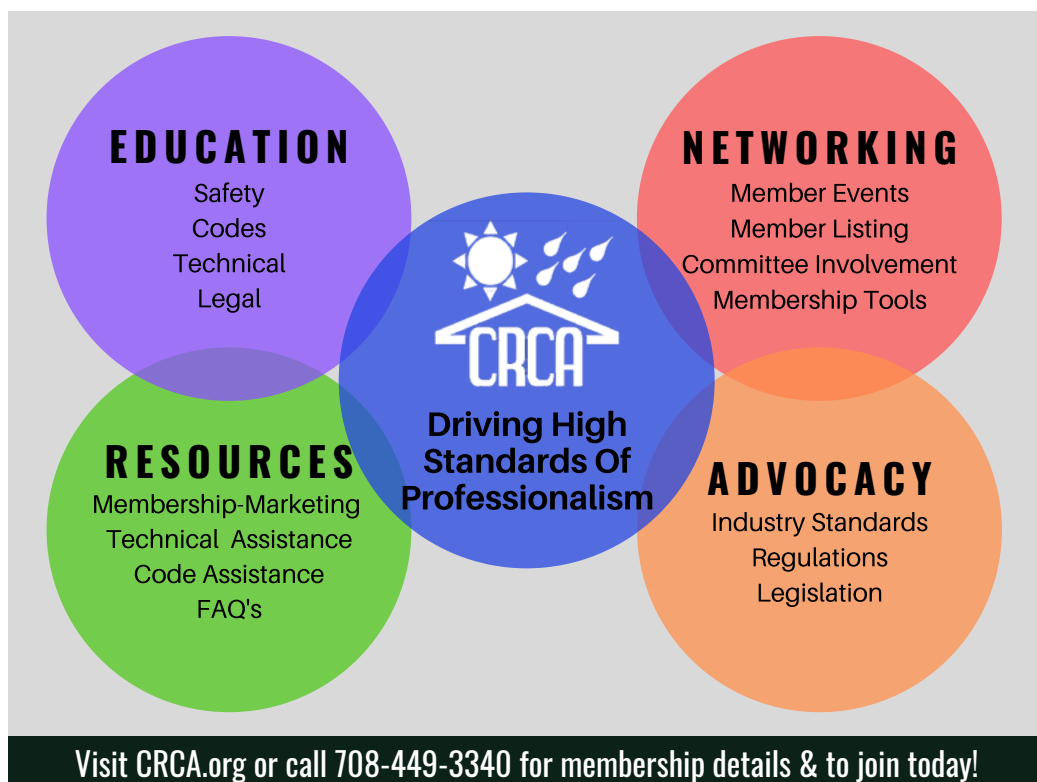 EDUCATION
Safety
Codes
Technical
Legal
NETWORKING
Member Events
Member Listing
Committee Involvement
Membership Tools
CRCA
Driving High
Standards Of
Professionalism
RESOURCES
Membership-Marketing
Technical  Assistance
Code Assistance
FAQ's
ADVOCACY
Industry Standards
Regulations
Legislation
Visit CRCA.org or call 708-449-3340 for membership details & to join today!